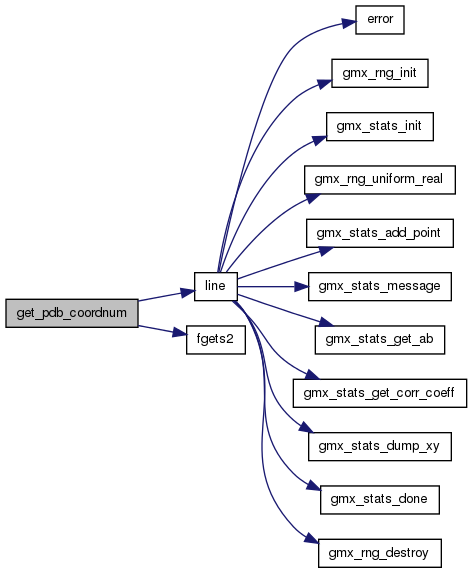 error
gmx_rng_init
gmx_stats_init
gmx_rng_uniform_real
gmx_stats_add_point
line
gmx_stats_message
get_pdb_coordnum
fgets2
gmx_stats_get_ab
gmx_stats_get_corr_coeff
gmx_stats_dump_xy
gmx_stats_done
gmx_rng_destroy